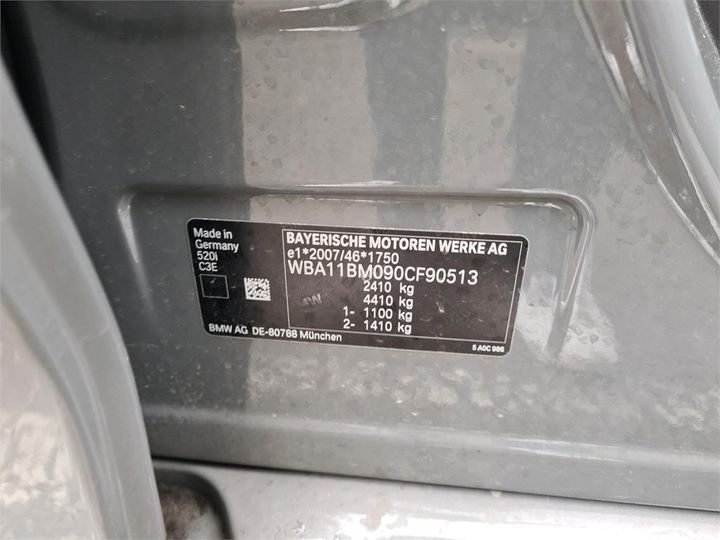 Made in
Germany
520i
C3E
BAYERISCHE MOTOREN WERKE AG
e1*2007/46*1750
WBA11BM090CF90513
2410 kg
4410 kg
1- 1100 kg
2- 1410 kg
BMW AG DE-80788 München
5 A0C 986